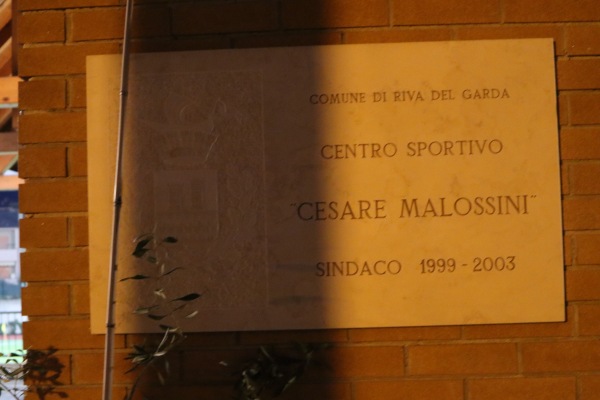 COMUNE DI RIVA DEL GARDA
CENTRO SPORTIVO
"CESARE MALOSSINI"
SINDACO 1999 - 2003